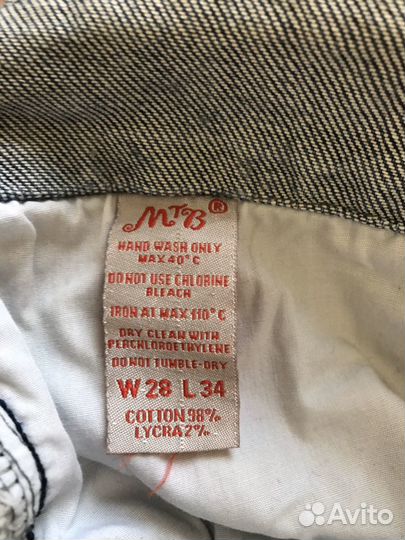 MTB®
HAND WASH ONLY
MAX 40°C
DO NOT USE CHLORINE
BLEACH
IRON AT MAX 110°C
DRY CLEAN WITH
PERCHLOROETHYLENE
DO NOT TUMBLE-DRY
W 28 L 34
COTTON 98%
LYCRA 2%
Avito